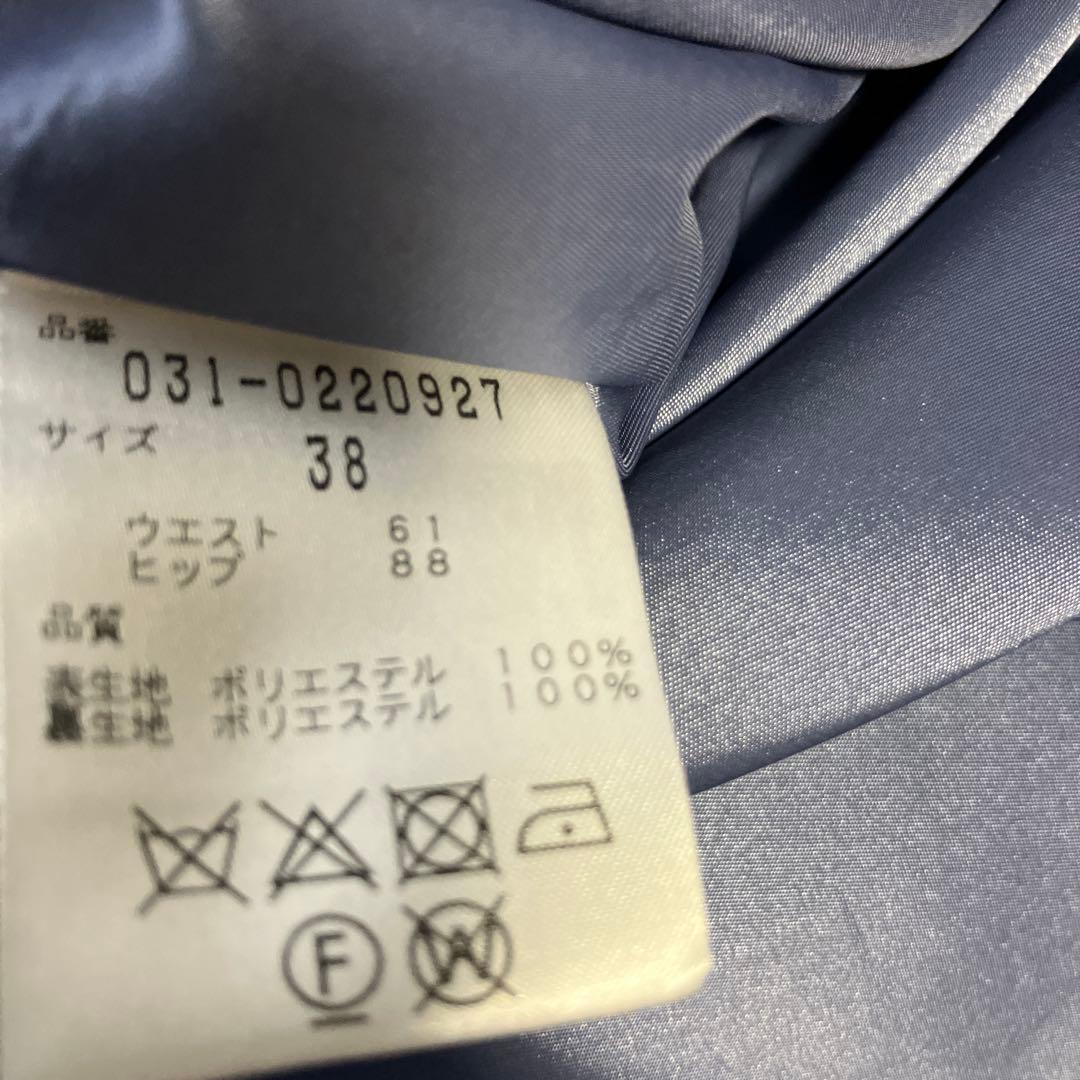 品番
031-0220927
サイズ 38
ウエスト 61
ヒップ 88
品質
表生地 ポリエステル 100%
裏生地 ポリエステル 100%
F W